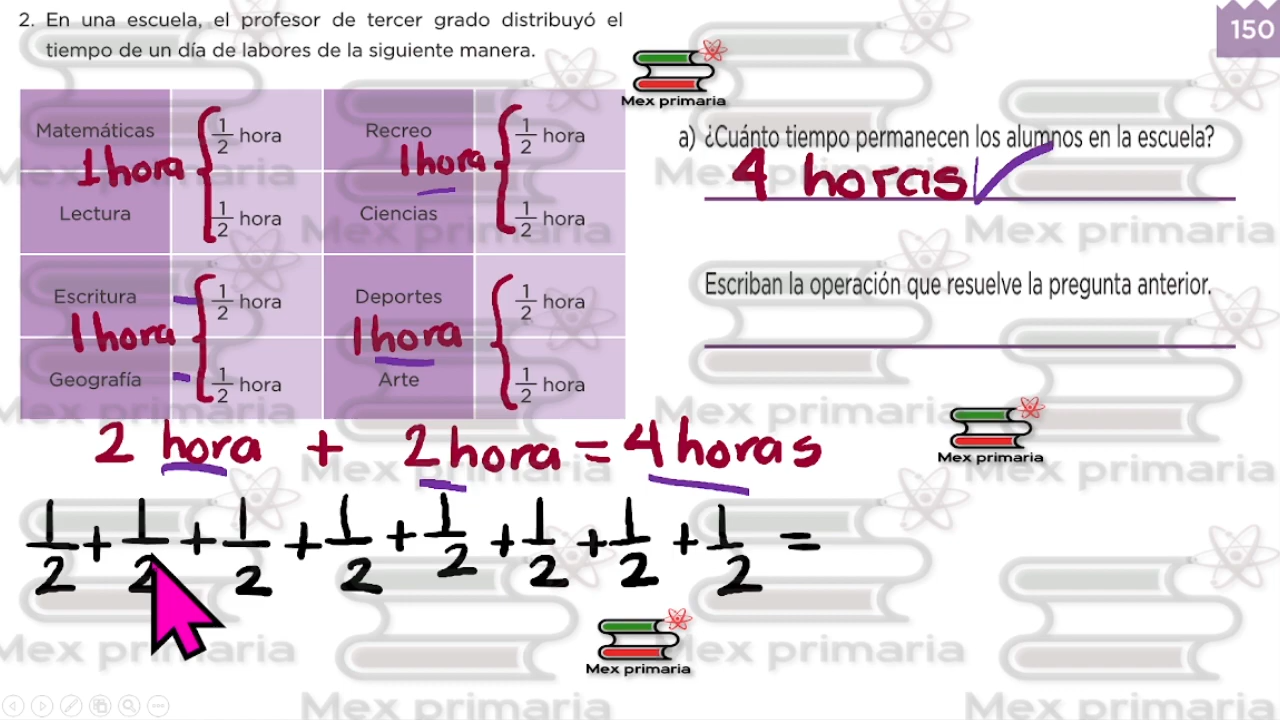 2. En una escuela, el profesor de tercer grado distribuyó el
tiempo de un día de labores de la siguiente manera.
150
Mex primaria
Matemáticas 1/2 hora Recreo 1/2 hora
1 hora 1 hora
Lectura 1/2 hora Ciencias 1/2 hora
Escritura 1/2 hora Deportes 1/2 hora
1 hora 1 hora
Geografía 1/2 hora Arte 1/2 hora
a) ¿Cuánto tiempo permanecen los alumnos en la escuela?
4 horas
Escriban la operación que resuelve la pregunta anterior.
Mex primaria
2 hora + 2 hora = 4 horas
1/2 + 1/2 + 1/2 + 1/2 + 1/2 + 1/2 + 1/2 + 1/2 =
Mex primaria